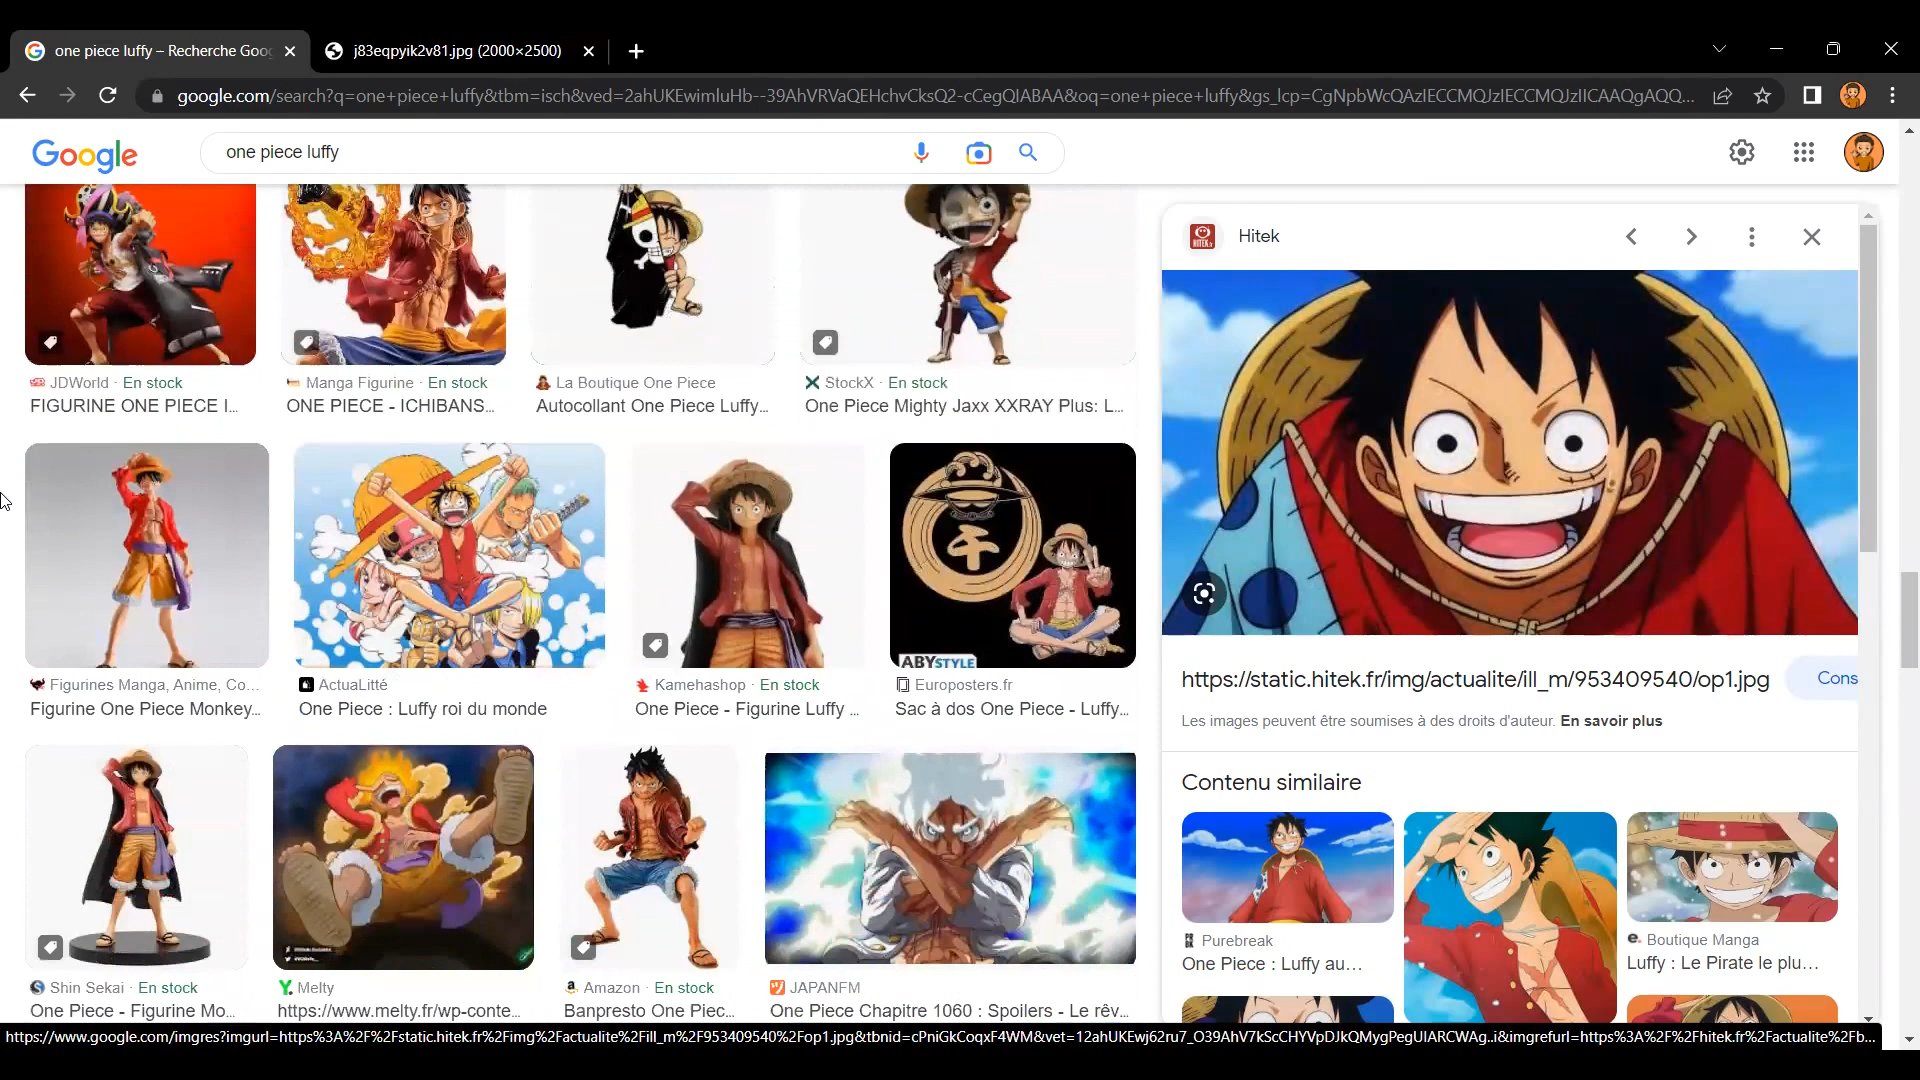 one piece luffy – Recherche Goog
j83eqpyik2v81.jpg (2000×2500)
google.com/search?q=one+piece+luffy&tbm=isch&ved=2ahUKEwimluHb--39AhVRVaQEHchvCksQ2-cCegQIABAA&oq=one+piece+luffy&gs_lcp=CgNpbWcQAzIECCMQJzIECCMQJzIICAAQgAQQ...
Google
one piece luffy
Hitek
JDWorld · En stock
FIGURINE ONE PIECE I...
Manga Figurine · En stock
ONE PIECE - ICHIBANS...
La Boutique One Piece
Autocollant One Piece Luffy...
StockX · En stock
One Piece Mighty Jaxx XXRAY Plus: L...
ABYSTYLE
Figurines Manga, Anime, Co...
Figurine One Piece Monkey...
ActuaLitté
One Piece : Luffy roi du monde
Kamehashop · En stock
One Piece - Figurine Luffy ...
Europosters.fr
Sac à dos One Piece - Luffy...
https://static.hitek.fr/img/actualite/ill_m/953409540/op1.jpg
Cons
Les images peuvent être soumises à des droits d'auteur. En savoir plus
Contenu similaire
Shin Sekai · En stock
One Piece - Figurine Mo...
Melty
https://www.melty.fr/wp-conte...
Amazon · En stock
Banpresto One Piec...
JAPANFM
One Piece Chapitre 1060 : Spoilers - Le rêv...
Purebreak
One Piece : Luffy au...
Boutique Manga
Luffy : Le Pirate le plu...
https://www.google.com/imgres?imgurl=https%3A%2F%2Fstatic.hitek.fr%2Fimg%2Factualite%2Fill_m%2F953409540%2Fop1.jpg&tbnid=cPniGkCoqxF4WM&vet=12ahUKEwj62ru7_O39AhV7kScCHYVpDJkQMygPegUIARCWAg..i&imgrefurl=https%3A%2F%2Fhitek.fr%2Factualite%2Fb...